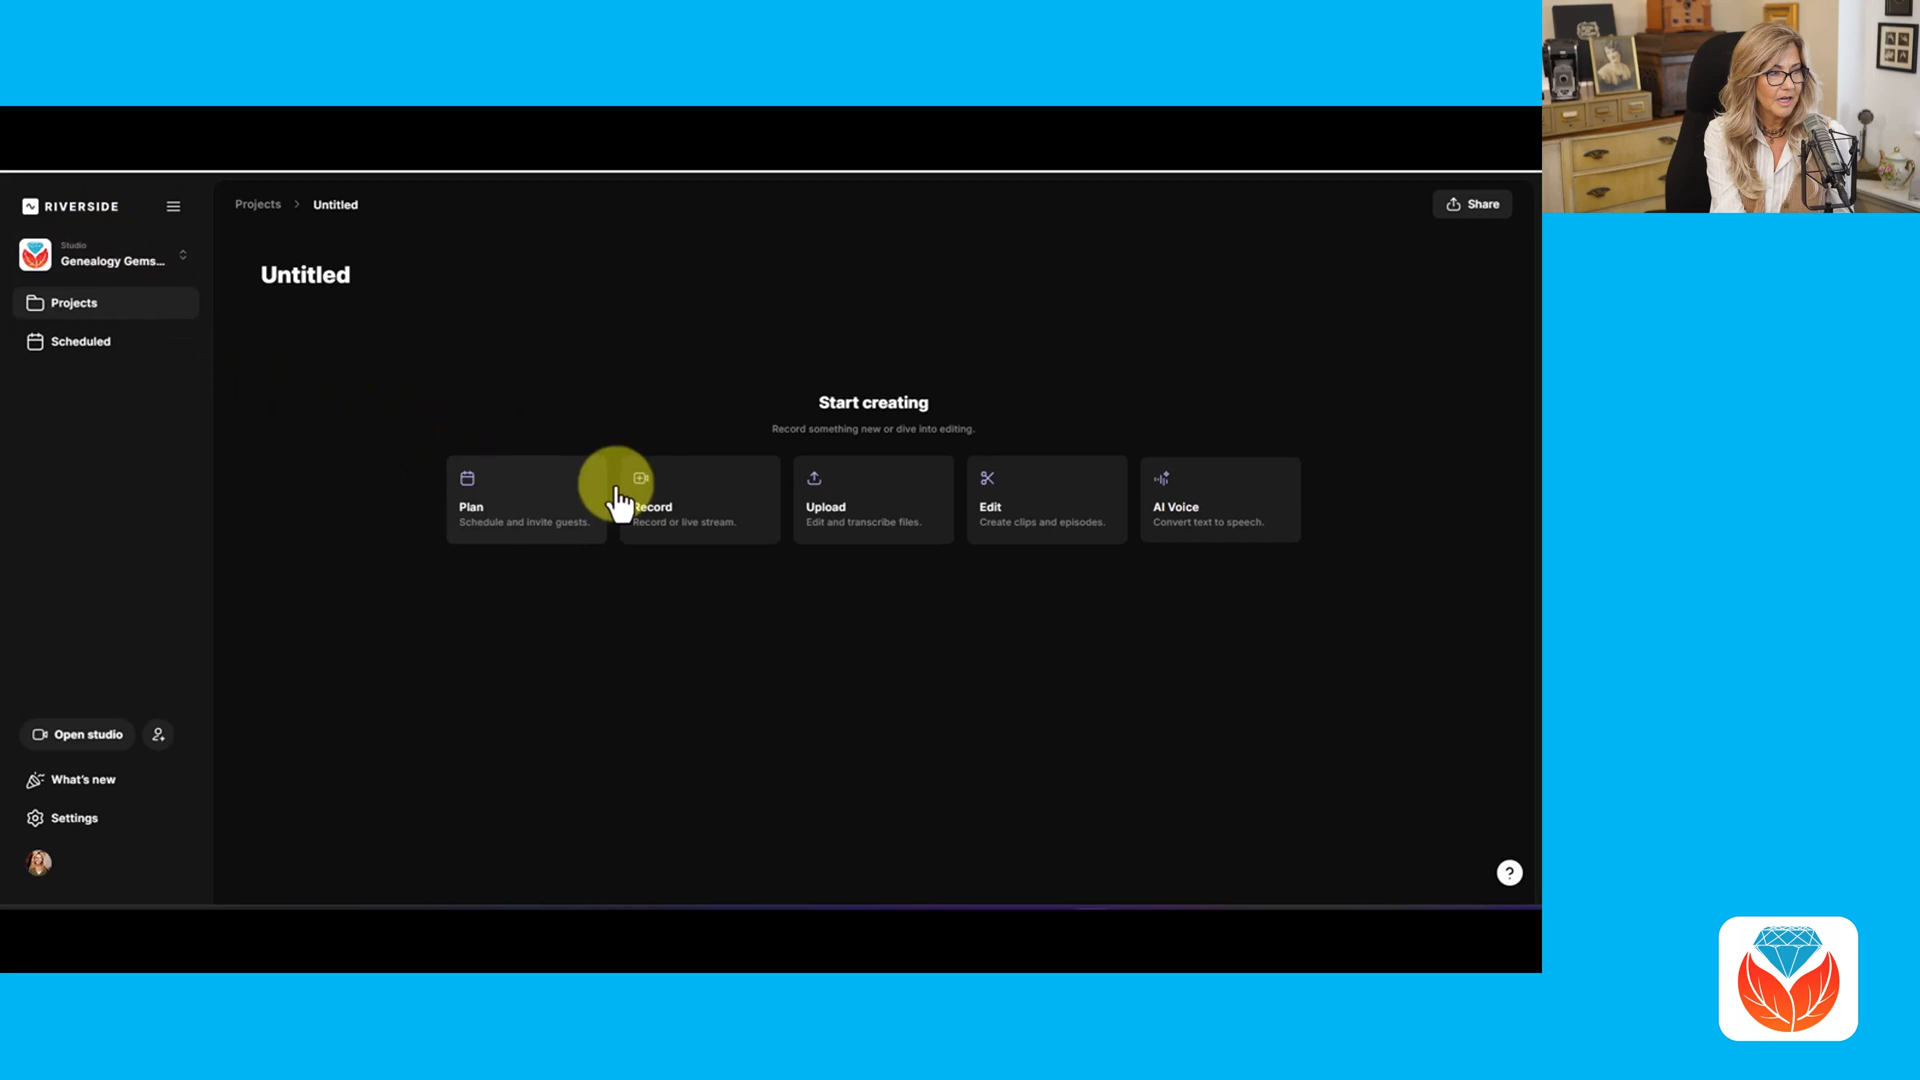 RIVERSIDE
Studio
Genealogy Gems...
Projects
Scheduled
Open studio
What's new
Settings
Projects > Untitled
Share
Untitled
Start creating
Record something new or dive into editing.
Plan
Schedule and invite guests.
Record
Record or live stream.
Upload
Edit and transcribe files.
Edit
Create clips and episodes.
AI Voice
Convert text to speech.
?